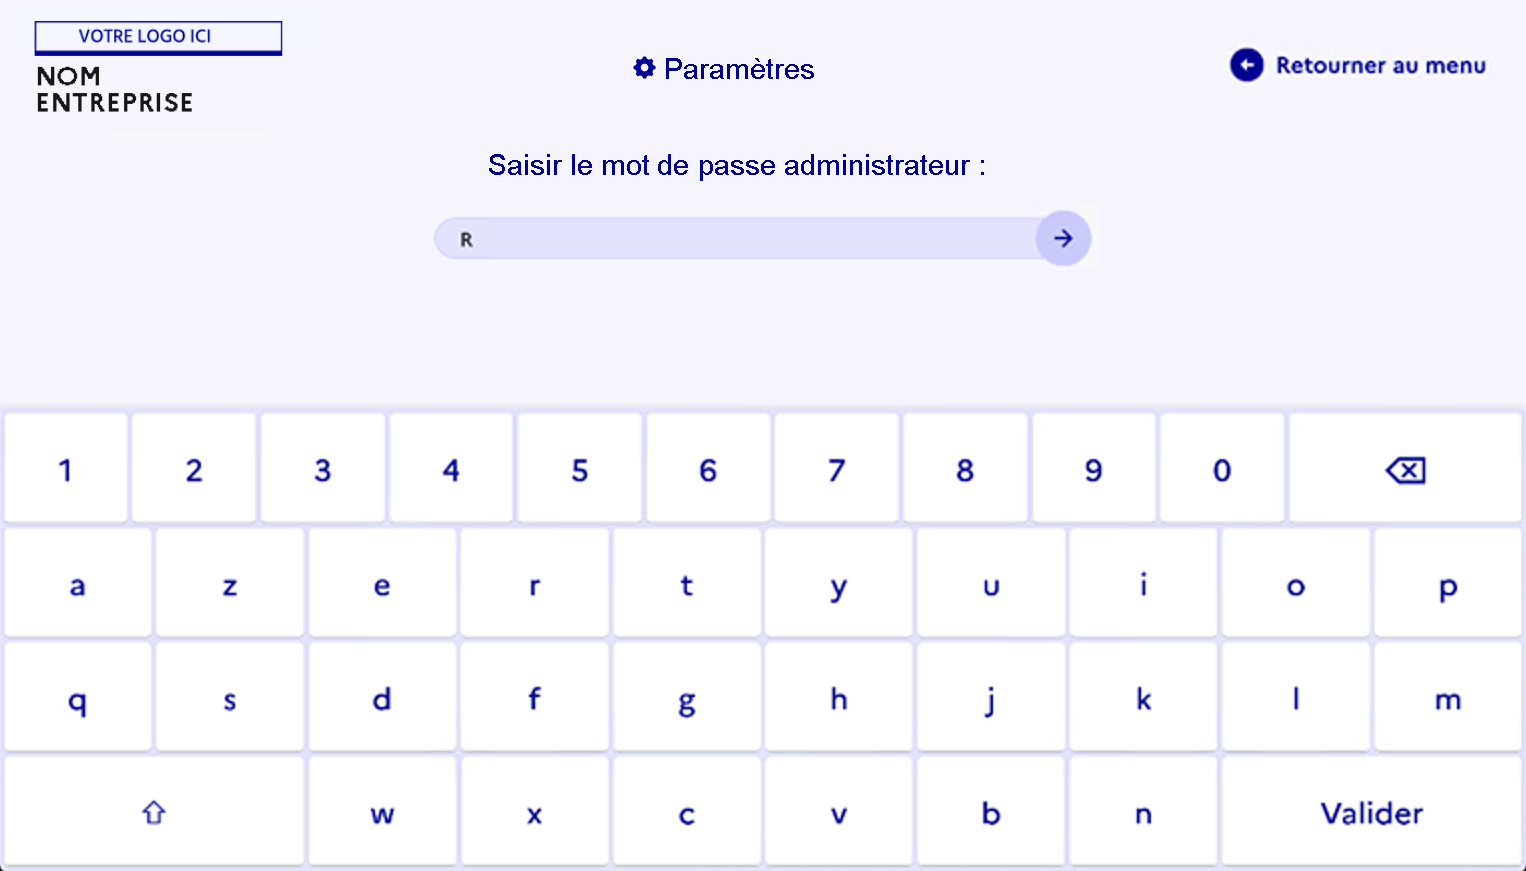 VOTRE LOGO ICI
NOM
ENTREPRISE
Paramètres
Retourner au menu
Saisir le mot de passe administrateur :
R
1 2 3 4 5 6 7 8 9 0
a z e r t y u i o p
q s d f g h j k l m
w x c v b n Valider